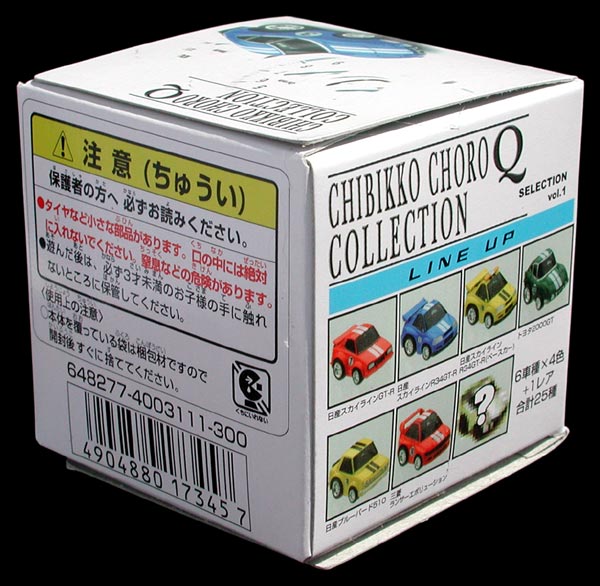 CHIBIKKO CHORO Q
COLLECTION
注意(ちゅうい)
保護者の方へ 必ずお読みください。
●タイヤなど小さな部品があります。口の中には絶対
に入れないでください。窒息などの危険があります。
●遊んだ後は、必ず3才未満のお子様の手に触れ
ないところに保管してください。
〈使用上の注意〉
○本体を覆っている袋は梱包材ですので
開封後すぐに捨ててください。
くちにいれない
648277-4003111-300
4904880 173457
CHIBIKKO CHORO Q
COLLECTION
SELECTION
vol.1
LINE UP
日産スカイラインGT-R
日産
スカイラインR34GT-R
日産スカイライン
R34GT-R(ペースカー)
トヨタ2000GT
日産ブルーバード510
三菱
ランサーエボリューション
?
6車種×4色
+1レア
合計25種